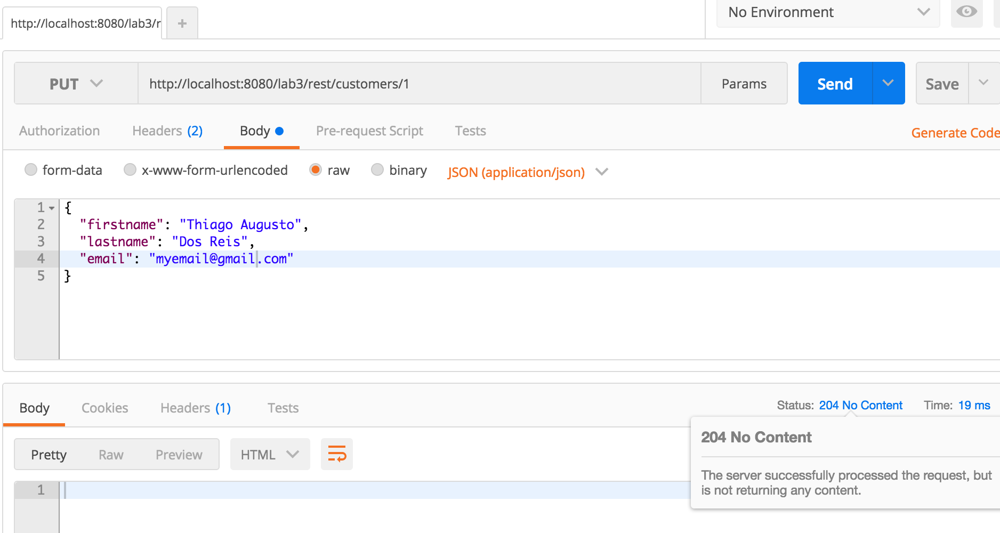 http://localhost:8080/lab3/r
+
No Environment
PUT
http://localhost:8080/lab3/rest/customers/1
Params
Send
Save
Authorization
Headers (2)
Body
Pre-request Script
Tests
Generate Code
form-data
x-www-form-urlencoded
raw
binary
JSON (application/json)
1 {
2 "firstname": "Thiago Augusto",
3 "lastname": "Dos Reis",
4 "email": "myemail@gmail.com"
5 }
Body
Cookies
Headers (1)
Tests
Status: 204 No Content
Time: 19 ms
204 No Content
The server successfully processed the request, but
is not returning any content.
Pretty
Raw
Preview
HTML
1